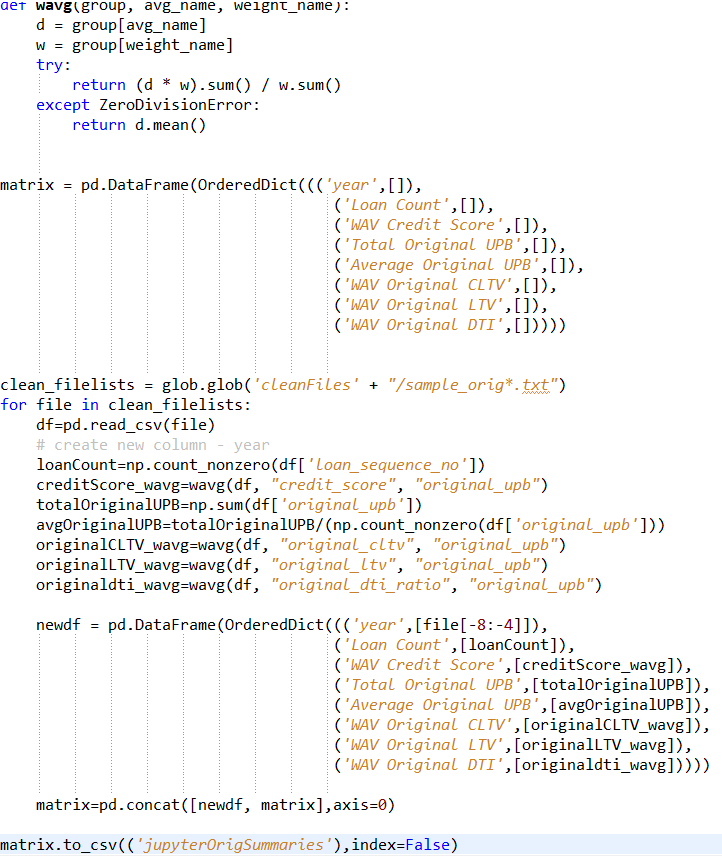 def wavg(group, avg_name, weight_name):
    d = group[avg_name]
    w = group[weight_name]
    try:
        return (d * w).sum() / w.sum()
    except ZeroDivisionError:
        return d.mean()
matrix = pd.DataFrame(OrderedDict((('year',[]),
                                     ('Loan Count',[]),
                                     ('WAV Credit Score',[]),
                                     ('Total Original UPB',[]),
                                     ('Average Original UPB',[]),
                                     ('WAV Original CLTV',[]),
                                     ('WAV Original LTV',[]),
                                     ('WAV Original DTI',[]))))
clean_filelists = glob.glob('cleanFiles' + "/sample_orig*.txt")
for file in clean_filelists:
    df=pd.read_csv(file)
    # create new column - year
    loanCount=np.count_nonzero(df['loan_sequence_no'])
    creditScore_wavg=wavg(df, "credit_score", "original_upb")
    totalOriginalUPB=np.sum(df['original_upb'])
    avgOriginalUPB=totalOriginalUPB/(np.count_nonzero(df['original_upb']))
    originalCLTV_wavg=wavg(df, "original_cltv", "original_upb")
    originalLTV_wavg=wavg(df, "original_ltv", "original_upb")
    originaldti_wavg=wavg(df, "original_dti_ratio", "original_upb")
    newdf = pd.DataFrame(OrderedDict((('year',[file[-8:-4]]),
                                     ('Loan Count',[loanCount]),
                                     ('WAV Credit Score',[creditScore_wavg]),
                                     ('Total Original UPB',[totalOriginalUPB]),
                                     ('Average Original UPB',[avgOriginalUPB]),
                                     ('WAV Original CLTV',[originalCLTV_wavg]),
                                     ('WAV Original LTV',[originalLTV_wavg]),
                                     ('WAV Original DTI',[originaldti_wavg]))))
    matrix=pd.concat([newdf, matrix],axis=0)
matrix.to_csv(('jupyterOrigSummaries'),index=False)